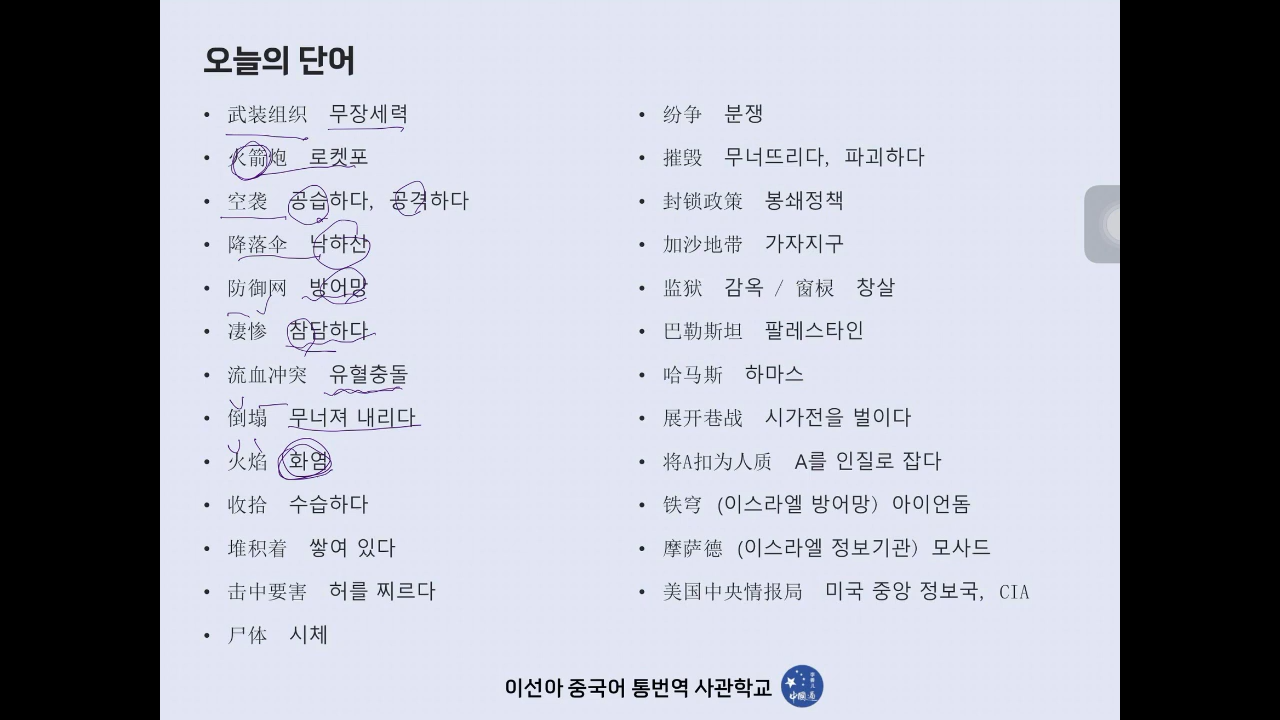 오늘의 단어
• 武装组织 무장세력
• 火箭炮 로켓포
• 空袭 공습하다, 공격하다
• 降落伞 낙하산
• 防御网 방어망
• 凄惨 참담하다
• 流血冲突 유혈충돌
• 倒塌 무너져 내리다
• 火焰 화염
• 收拾 수습하다
• 堆积着 쌓여 있다
• 击中要害 허를 찌르다
• 尸体 시체
• 纷争 분쟁
• 摧毁 무너뜨리다, 파괴하다
• 封锁政策 봉쇄정책
• 加沙地带 가자지구
• 监狱 감옥 / 窗棂 창살
• 巴勒斯坦 팔레스타인
• 哈马斯 하마스
• 展开巷战 시가전을 벌이다
• 将A扣为人质 A를 인질로 잡다
• 铁穹 (이스라엘 방어망) 아이언돔
• 摩萨德 (이스라엘 정보기관) 모사드
• 美国中央情报局 미국 중앙 정보국, CIA
이선아 중국어 통번역 사관학교